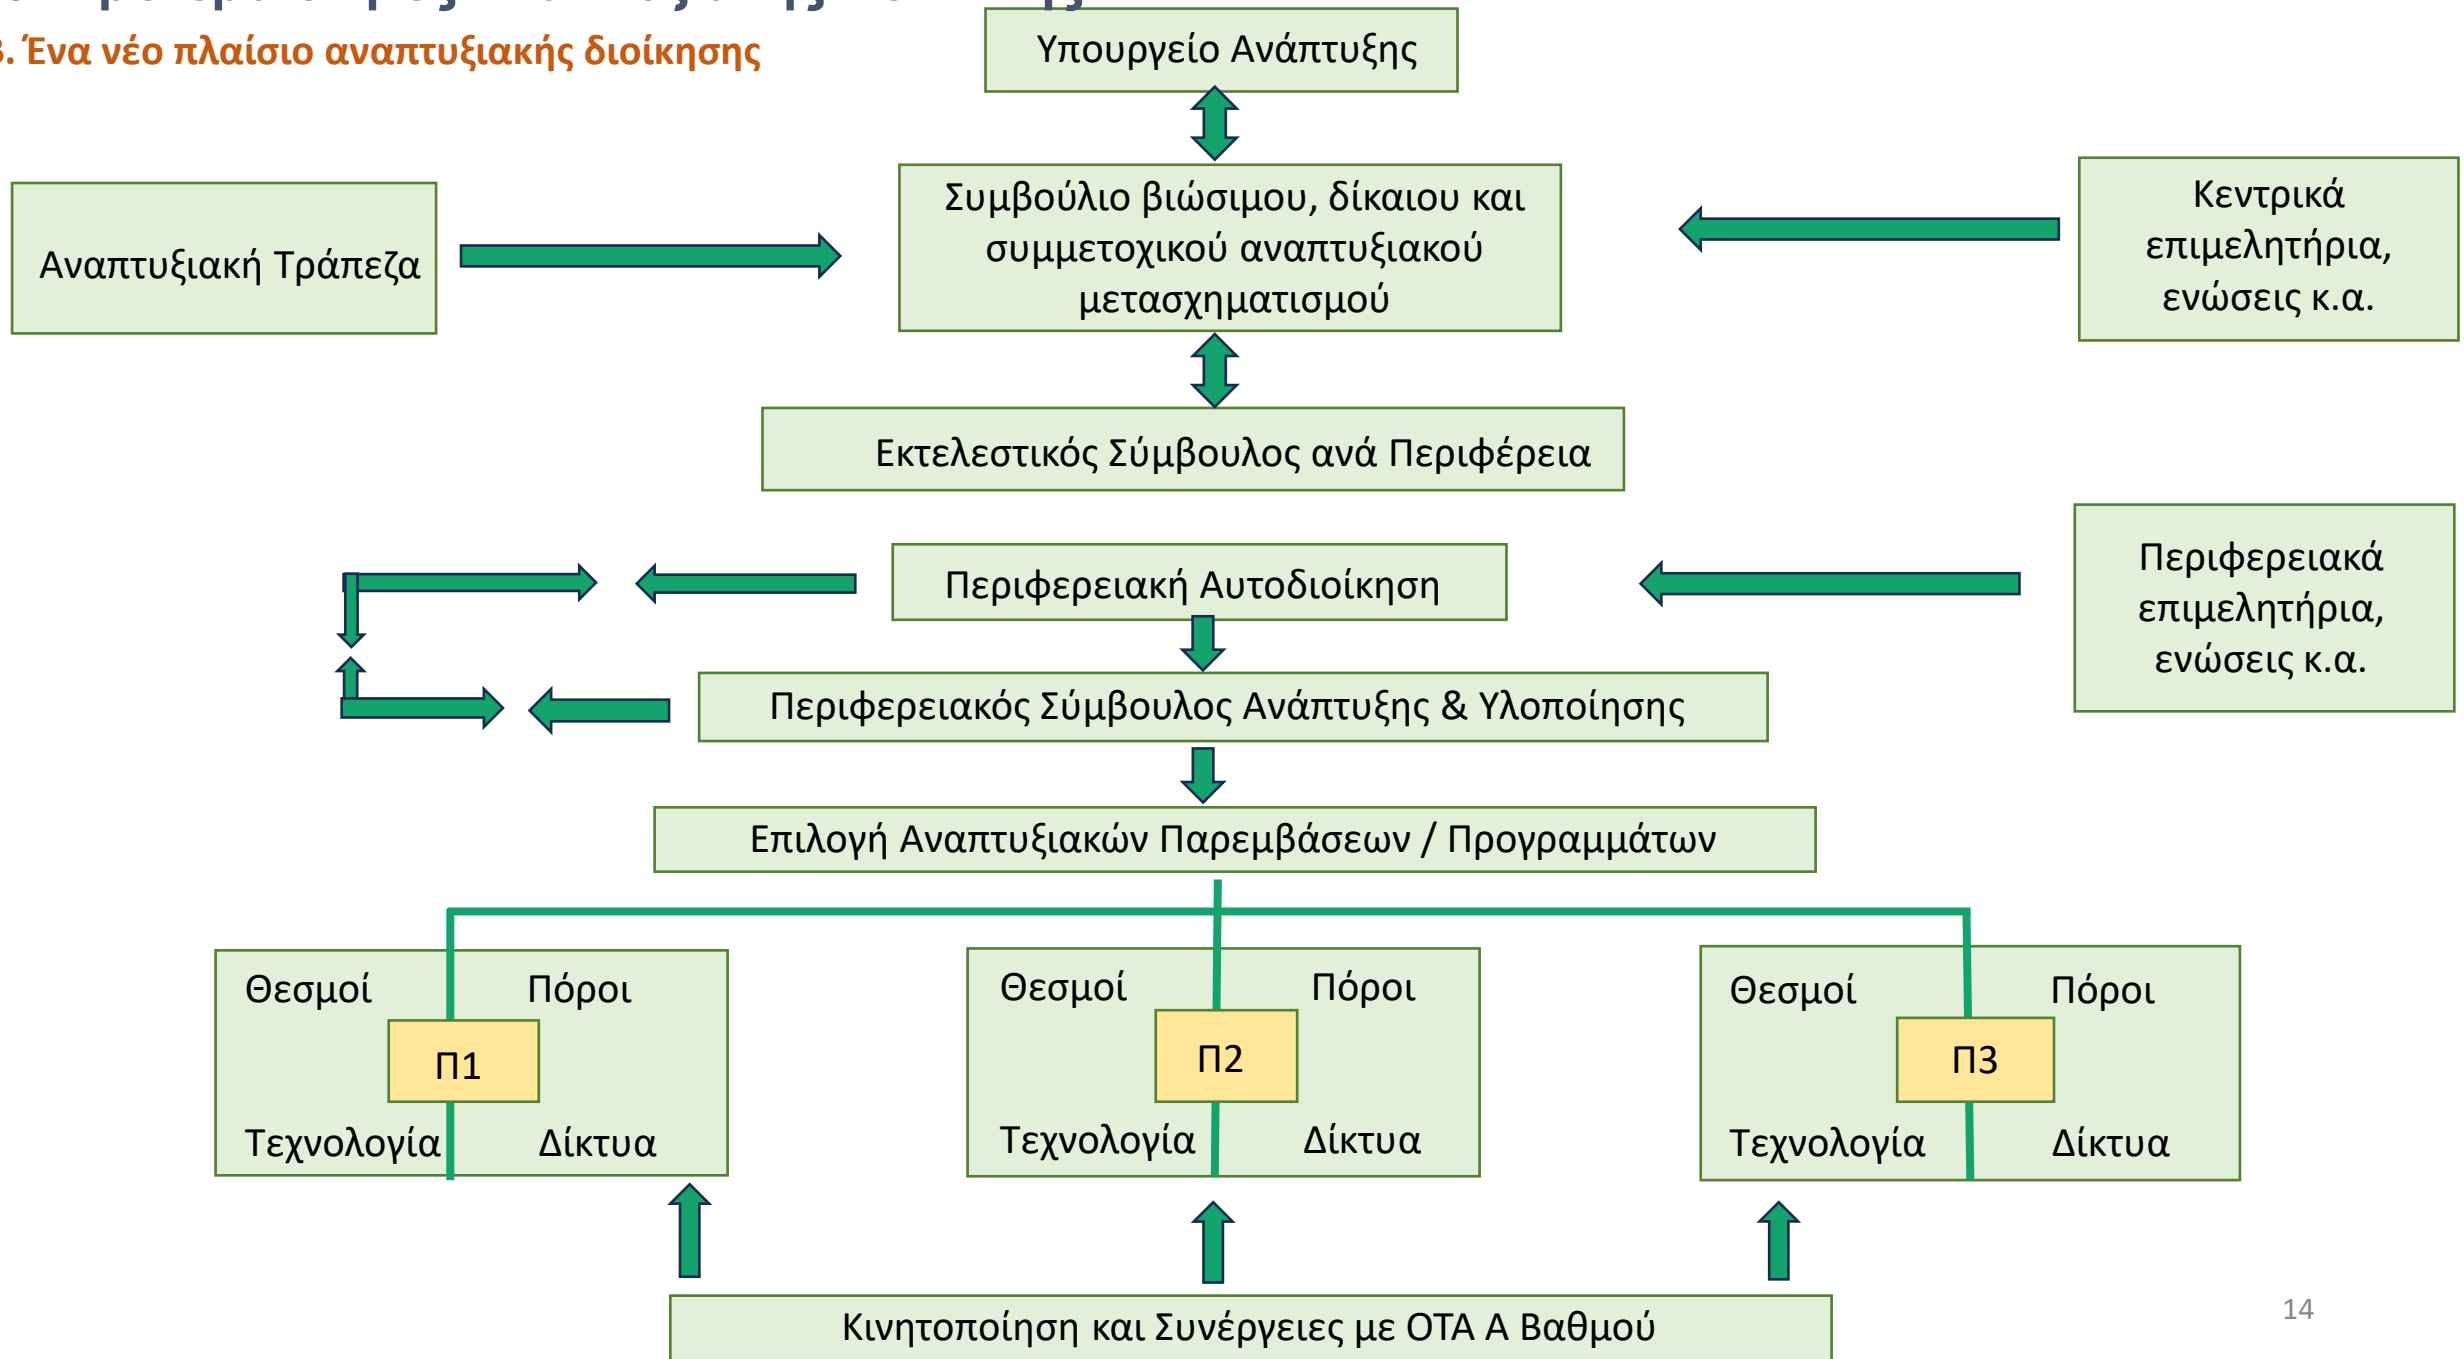 Β. Ένα νέο πλαίσιο αναπτυξιακής διοίκησης
Υπουργείο Ανάπτυξης
Αναπτυξιακή Τράπεζα
Συμβούλιο βιώσιμου, δίκαιου και
συμμετοχικού αναπτυξιακού
μετασχηματισμού
Κεντρικά
επιμελητήρια,
ενώσεις κ.α.
Εκτελεστικός Σύμβουλος ανά Περιφέρεια
Περιφερειακή Αυτοδιοίκηση
Περιφερειακά
επιμελητήρια,
ενώσεις κ.α.
Περιφερειακός Σύμβουλος Ανάπτυξης & Υλοποίησης
Επιλογή Αναπτυξιακών Παρεμβάσεων / Προγραμμάτων
Θεσμοί Πόροι
Π1
Τεχνολογία Δίκτυα
Θεσμοί Πόροι
Π2
Τεχνολογία Δίκτυα
Θεσμοί Πόροι
Π3
Τεχνολογία Δίκτυα
Κινητοποίηση και Συνέργειες με ΟΤΑ Α Βαθμού
14